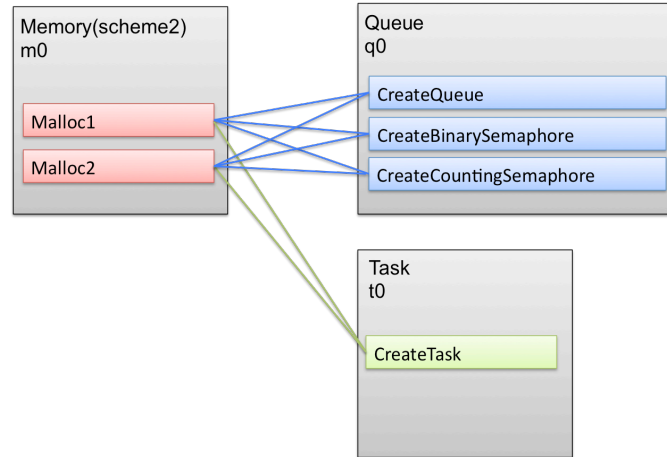 Memory(scheme2)
m0
Malloc1
Malloc2
Queue
q0
CreateQueue
CreateBinarySemaphore
CreateCountingSemaphore
Task
t0
CreateTask